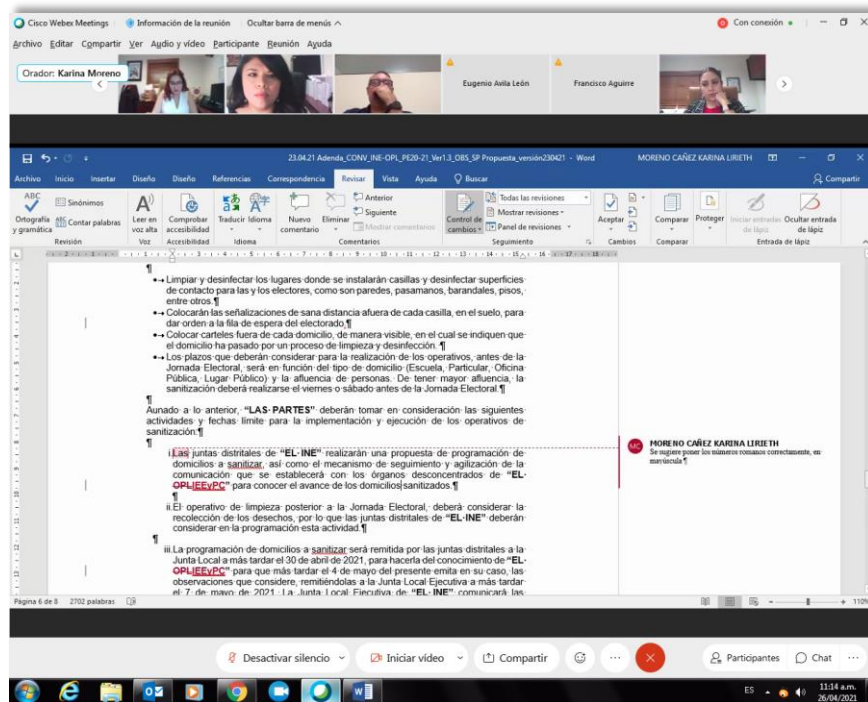 Cisco Webex Meetings
Información de la reunión
Ocultar barra de menús
Con conexión
Archivo Editar Compartir Ver Audio y vídeo Participante Reunión Ayuda
Orador: Karina Moreno
Eugenio Avila León
Francisco Aguirre
23.04.21 Adenda_CONV_INE-OPL_PE20-21_Ver1.3_OBS_SP Propuesta_versión230421 - Word
MORENO CAÑEZ KARINA LIRIETH
Archivo Inicio Insertar Diseño Diseño Referencias Correspondencia Revisar Vista Ayuda Buscar
Compartir
Ortografía y gramática
Sinónimos
Contar palabras
Revisión
Leer en voz alta
Voz
Comprobar accesibilidad
Accesibilidad
Traducir Idioma
Idioma
Nuevo comentario
Eliminar
Anterior
Siguiente
Mostrar comentarios
Comentarios
Control de cambios
Todas las revisiones
Mostrar revisiones
Panel de revisiones
Seguimiento
Aceptar
Cambios
Comparar
Comparar
Proteger
Iniciar entradas de lápiz
Ocultar entrada de lápiz
Entrada de lápiz
¶
Limpiar y desinfectar los lugares donde se instalarán casillas y desinfectar superficies
de contacto para las y los electores, como son paredes, pasamanos, barandales, pisos,
entre otros.¶
Colocarán las señalizaciones de sana distancia afuera de cada casilla, en el suelo, para
dar orden a la fila de espera del electorado.¶
Colocar carteles fuera de cada domicilio, de manera visible, en el cual se indiquen que
el domicilio ha pasado por un proceso de limpieza y desinfección. ¶
Los plazos que deberán considerar para la realización de los operativos, antes de la
Jornada Electoral, será en función del tipo de domicilio (Escuela, Particular, Oficina
Pública, Lugar Público) y la afluencia de personas. De tener mayor afluencia, la
sanitización deberá realizarse el viernes o sábado antes de la Jornada Electoral.¶
¶
Aunado a lo anterior, “LAS PARTES” deberán tomar en consideración las siguientes
actividades y fechas límite para la implementación y ejecución de los operativos de
sanitización:¶
¶
i. Las juntas distritales de “EL INE” realizarán una propuesta de programación de
domicilios a sanitizar, así como el mecanismo de seguimiento y agilización de la
comunicación que se establecerá con los órganos desconcentrados de “EL
OPLIEEyPC” para conocer el avance de los domicilios sanitizados.¶
¶
ii. El operativo de limpieza posterior a la Jornada Electoral, deberá considerar la
recolección de los desechos, por lo que las juntas distritales de “EL INE” deberán
considerar en la programación esta actividad.¶
¶
iii. La programación de domicilios a sanitizar será remitida por las juntas distritales a la
Junta Local a más tardar el 30 de abril de 2021, para hacerla del conocimiento de “EL
OPLIEEyPC” para que más tardar el 4 de mayo del presente emita en su caso, las
observaciones que considere, remitiéndolas a la Junta Local Ejecutiva a más tardar
el 7 de mayo de 2021. La Junta Local Ejecutiva de “EL INE” comunicará las
MC
MORENO CAÑEZ KARINA LIRIETH
Se sugiere poner los números romanos correctamente, en
mayúscula ¶
Página 6 de 8 2702 palabras
110%
Desactivar silencio
Iniciar vídeo
Compartir
Participantes
Chat
ES
11:14 a.m.
26/04/2021